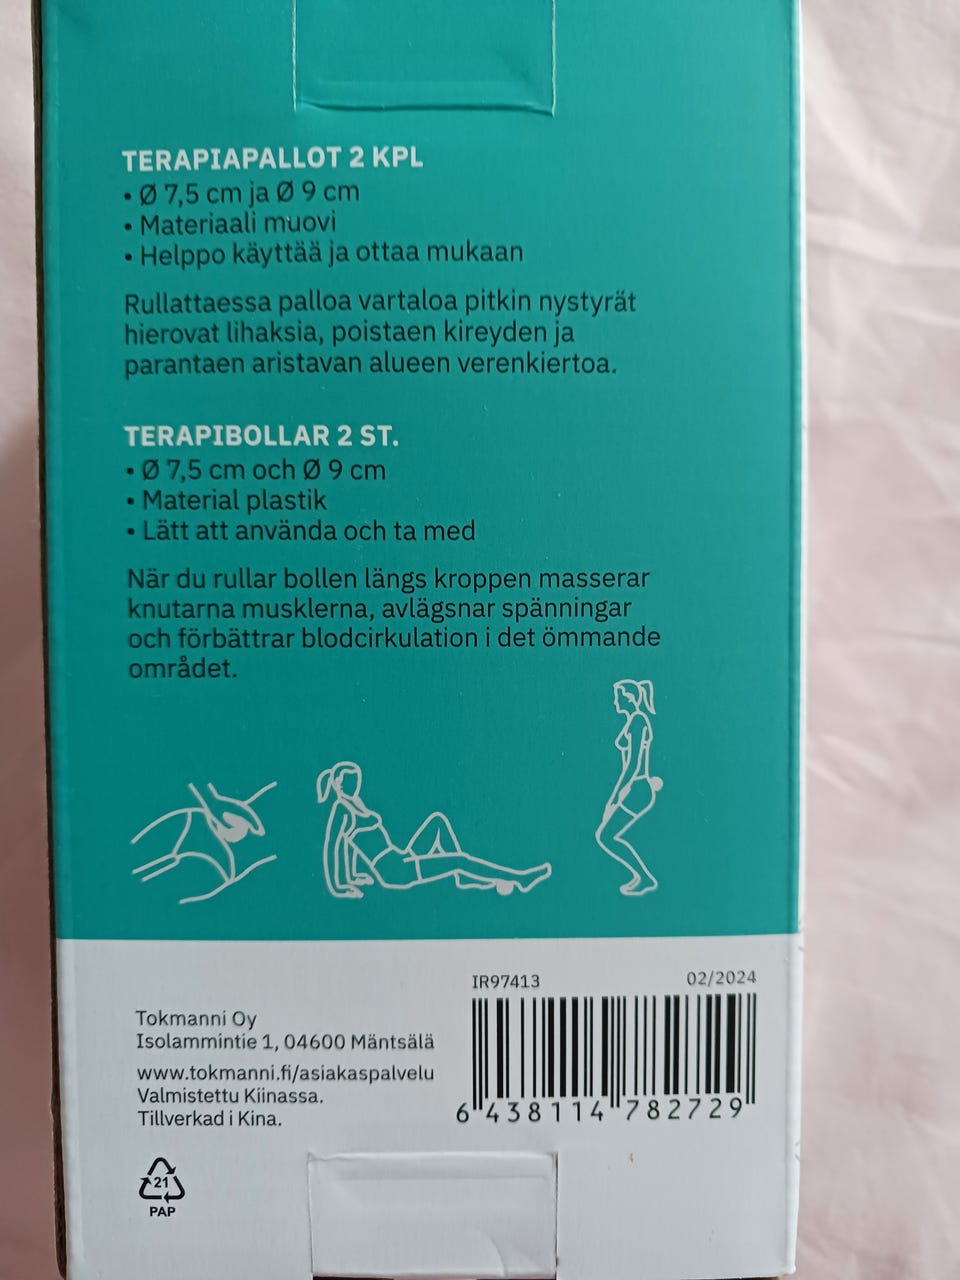 TERAPIAPALLOT 2 KPL
• Ø 7,5 cm ja Ø 9 cm
• Materiaali muovi
• Helppo käyttää ja ottaa mukaan
Rullattaessa palloa vartaloa pitkin nystyrät
hierovat lihaksia, poistaen kireyden ja
parantaen aristavan alueen verenkiertoa.
TERAPIBOLLAR 2 ST.
• Ø 7,5 cm och Ø 9 cm
• Material plastik
• Lätt att använda och ta med
När du rullar bollen längs kroppen masserar
knutarna musklerna, avlägsnar spänningar
och förbättrar blodcirkulation i det ömmande
området.
IR97413 02/2024
Tokmanni Oy
Isolammintie 1, 04600 Mäntsälä
www.tokmanni.fi/asiakaspalvelu
Valmistettu Kiinassa.
Tillverkad i Kina.
6 438114 782729
21
PAP